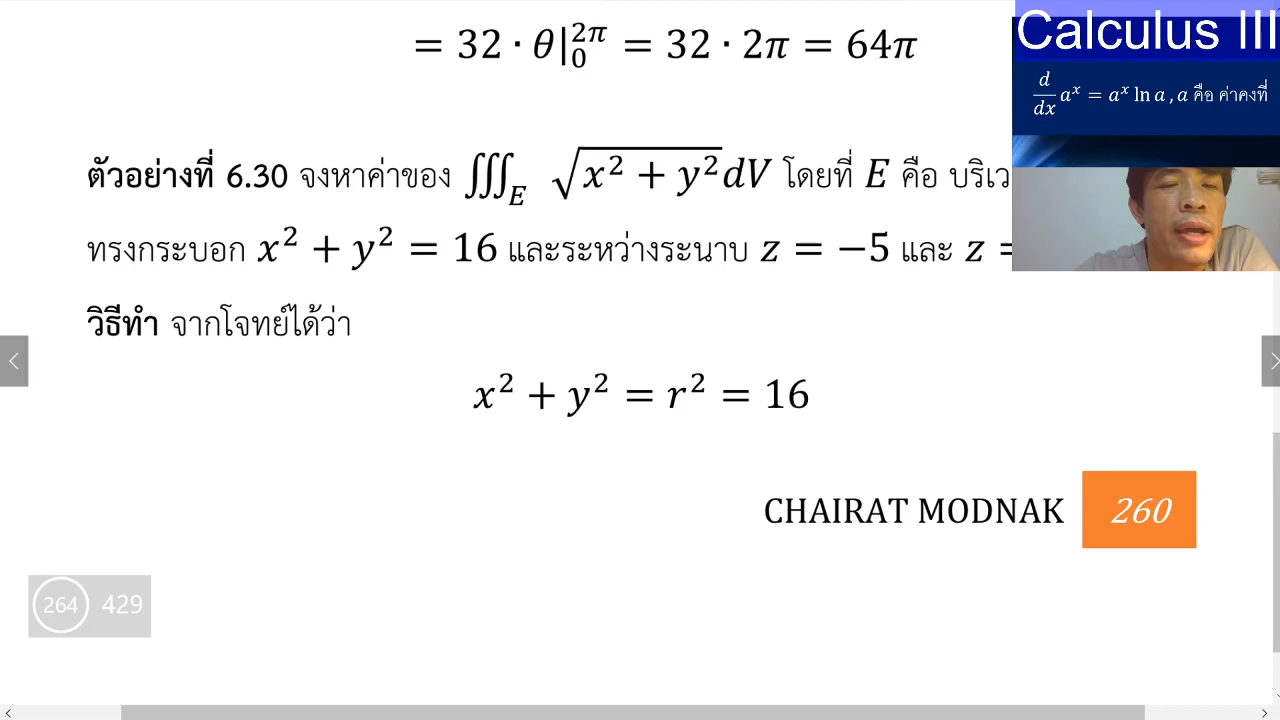 = 32 · θ|₀²π = 32 · 2π = 64π
Calculus III
d/dx aˣ = aˣ ln a , a คือ ค่าคงที่
ตัวอย่างที่ 6.30 จงหาค่าของ ∭_E √(x² + y²) dV โดยที่ E คือ
ทรงกระบอก x² + y² = 16 และระหว่างระนาบ z = −5 และ z =
วิธีทำ จากโจทย์ได้ว่า
x² + y² = r² = 16
CHAIRAT MODNAK 260
264 429